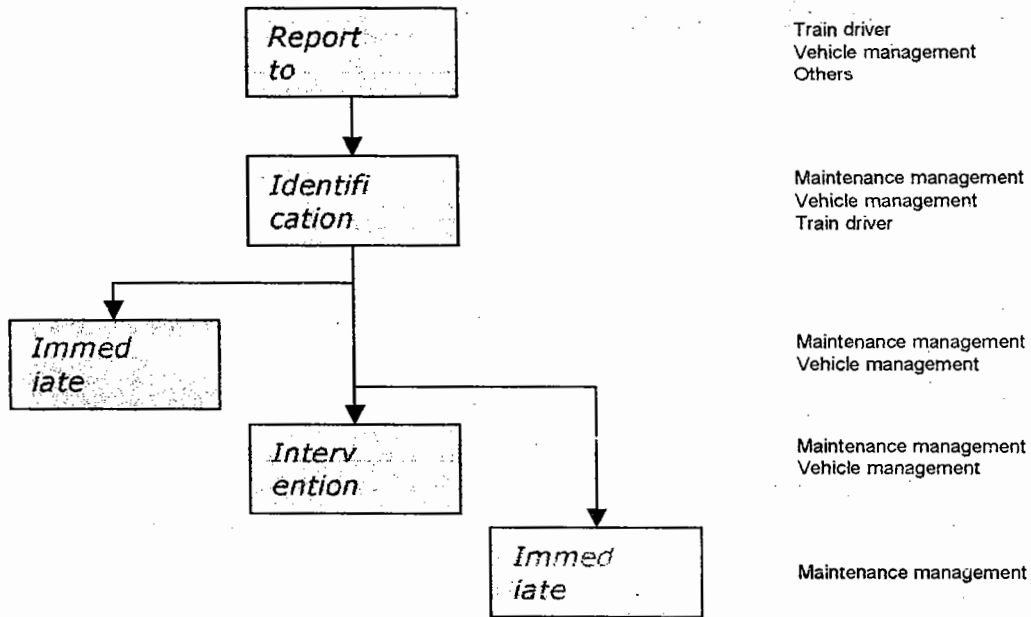 Report
to
Train driver
Vehicle management
Others
Identifi
cation
Maintenance management
Vehicle management
Train driver
Immed
iate
Maintenance management
Vehicle management
Interv
ention
Maintenance management
Vehicle management
Immed
iate
Maintenance management